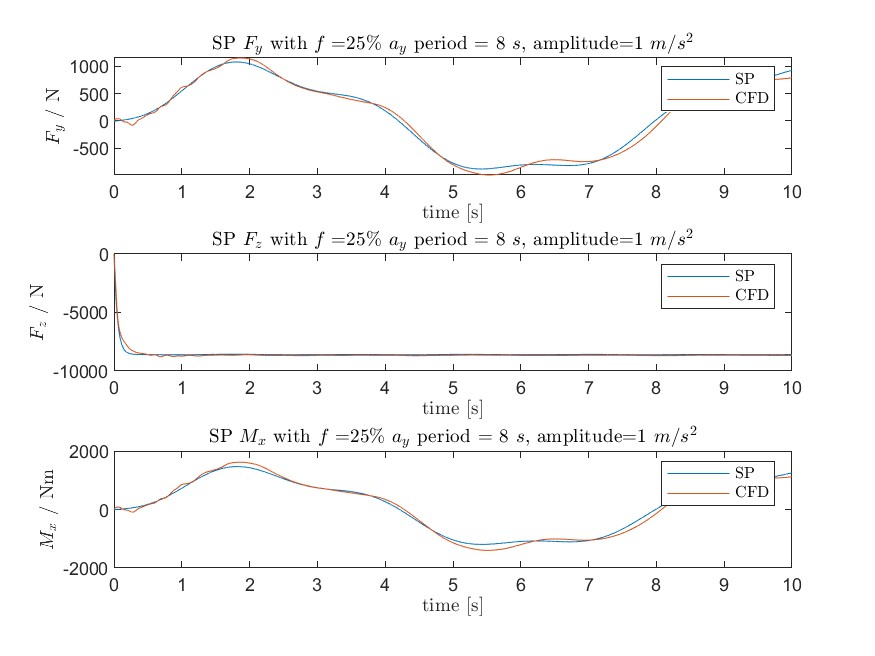 SP F_y with f =25% a_y period = 8 s, amplitude=1 m/s^2
1000
500
0
-500
F_y / N
SP
CFD
0 1 2 3 4 5 6 7 8 9 10
time [s]
SP F_z with f =25% a_y period = 8 s, amplitude=1 m/s^2
0
-5000
-10000
F_z / N
SP
CFD
0 1 2 3 4 5 6 7 8 9 10
time [s]
SP M_x with f =25% a_y period = 8 s, amplitude=1 m/s^2
2000
0
-2000
M_x / Nm
SP
CFD
0 1 2 3 4 5 6 7 8 9 10
time [s]